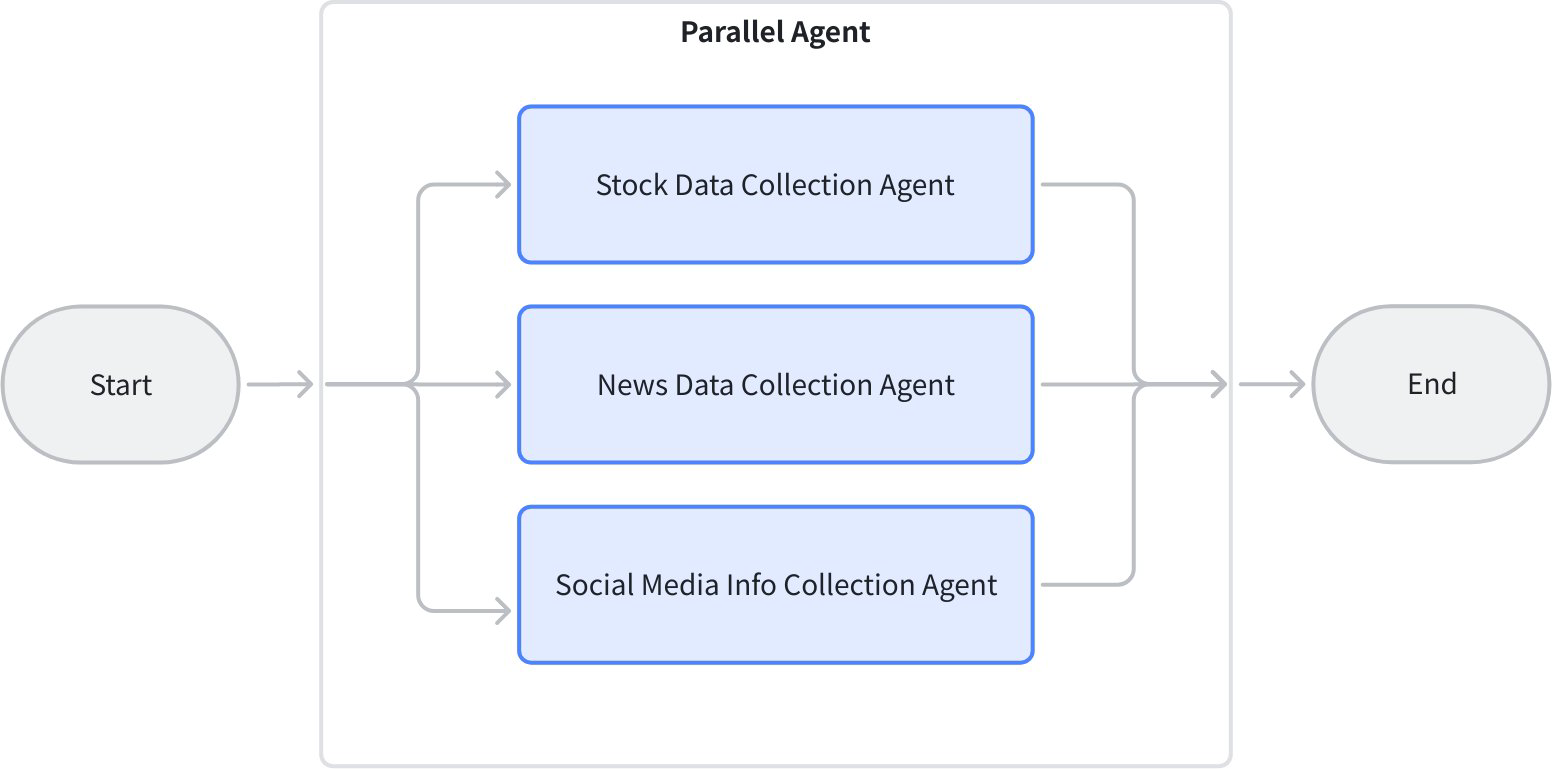 Parallel Agent
Stock Data Collection Agent
Start
News Data Collection Agent
End
Social Media Info Collection Agent